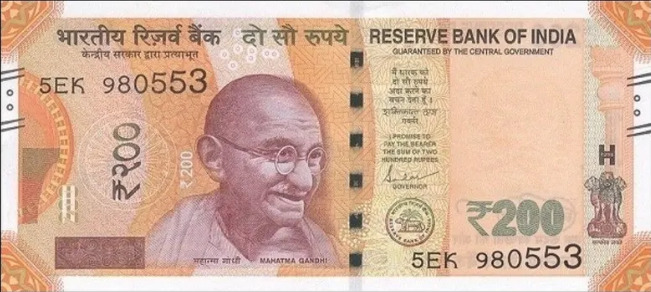 भारतीय रिज़र्व बैंक दो सौ रुपये
केन्द्रीय सरकार द्वारा प्रत्याभूत
RESERVE BANK OF INDIA
GUARANTEED BY THE CENTRAL GOVERNMENT
5EK 980553
₹२००
₹200
मैं धारक को
दो सौ रुपये
अदा करने का
वचन देता हूँ।
गवर्नर
I PROMISE TO
PAY THE BEARER
THE SUM OF TWO
HUNDRED RUPEES
GOVERNOR
₹200
महात्मा गांधी MAHATMA GANDHI
5EK 980553
सत्यमेव जयते